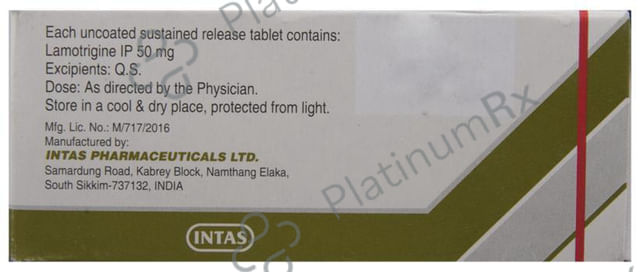 Each uncoated sustained release tablet contains:
Lamotrigine IP 50 mg
Excipients: Q.S.
Dose: As directed by the Physician.
Store in a cool & dry place, protected from light.
Mfg. Lic. No.: M/717/2016
Manufactured by:
INTAS PHARMACEUTICALS LTD.
Samardung Road, Kabrey Block, Namthang Elaka,
South Sikkim-737132, INDIA
INTAS
PlatinumRx
PlatinumRx